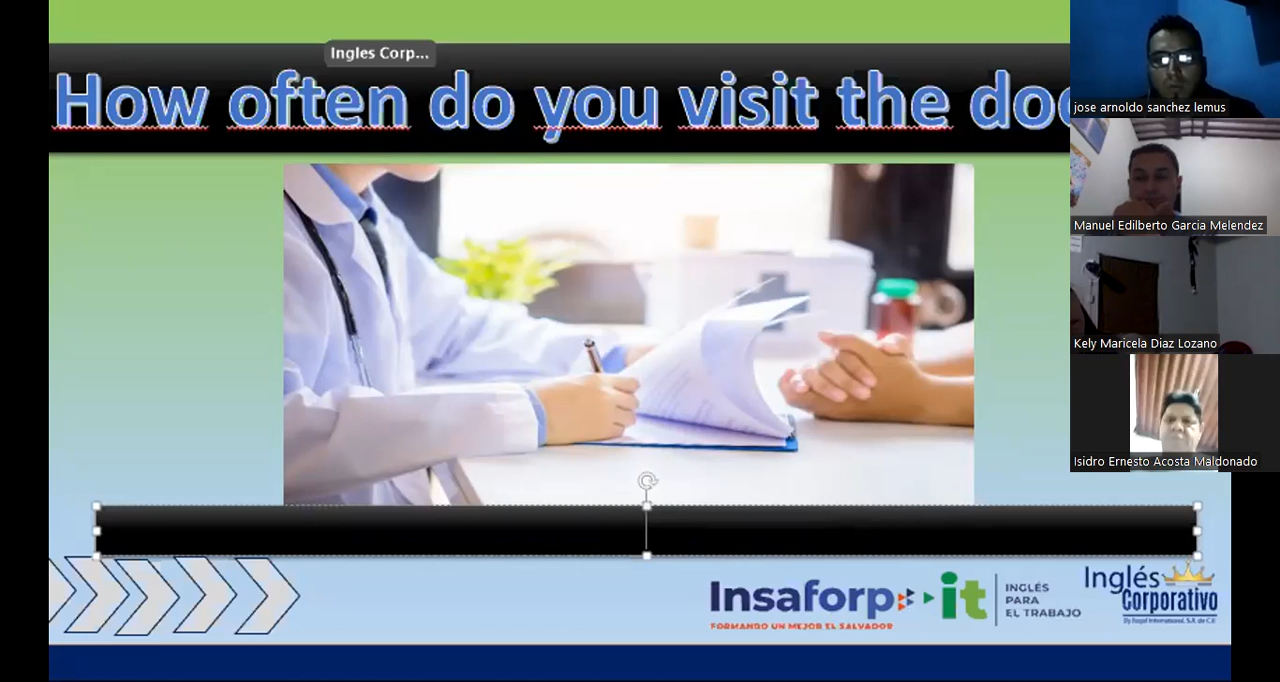 Ingles Corp...
How often do you visit the doc
jose arnoldo sanchez lemus
Manuel Edilberto Garcia Melendez
Kely Maricela Diaz Lozano
Isidro Ernesto Acosta Maldonado
Insaforp
FORMANDO UN MEJOR EL SALVADOR
it
INGLÉS
PARA
EL TRABAJO
Inglés
Corporativo